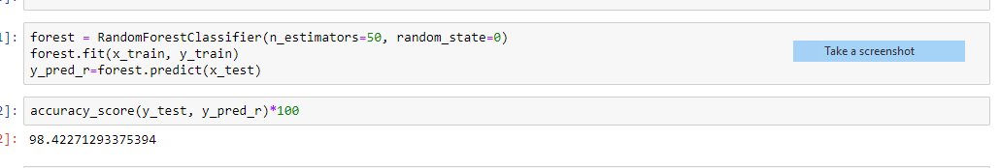 1]:
forest = RandomForestClassifier(n_estimators=50, random_state=0)
forest.fit(x_train, y_train)
y_pred_r=forest.predict(x_test)
Take a screenshot
2]:
accuracy_score(y_test, y_pred_r)*100
2]:
98.42271293375394